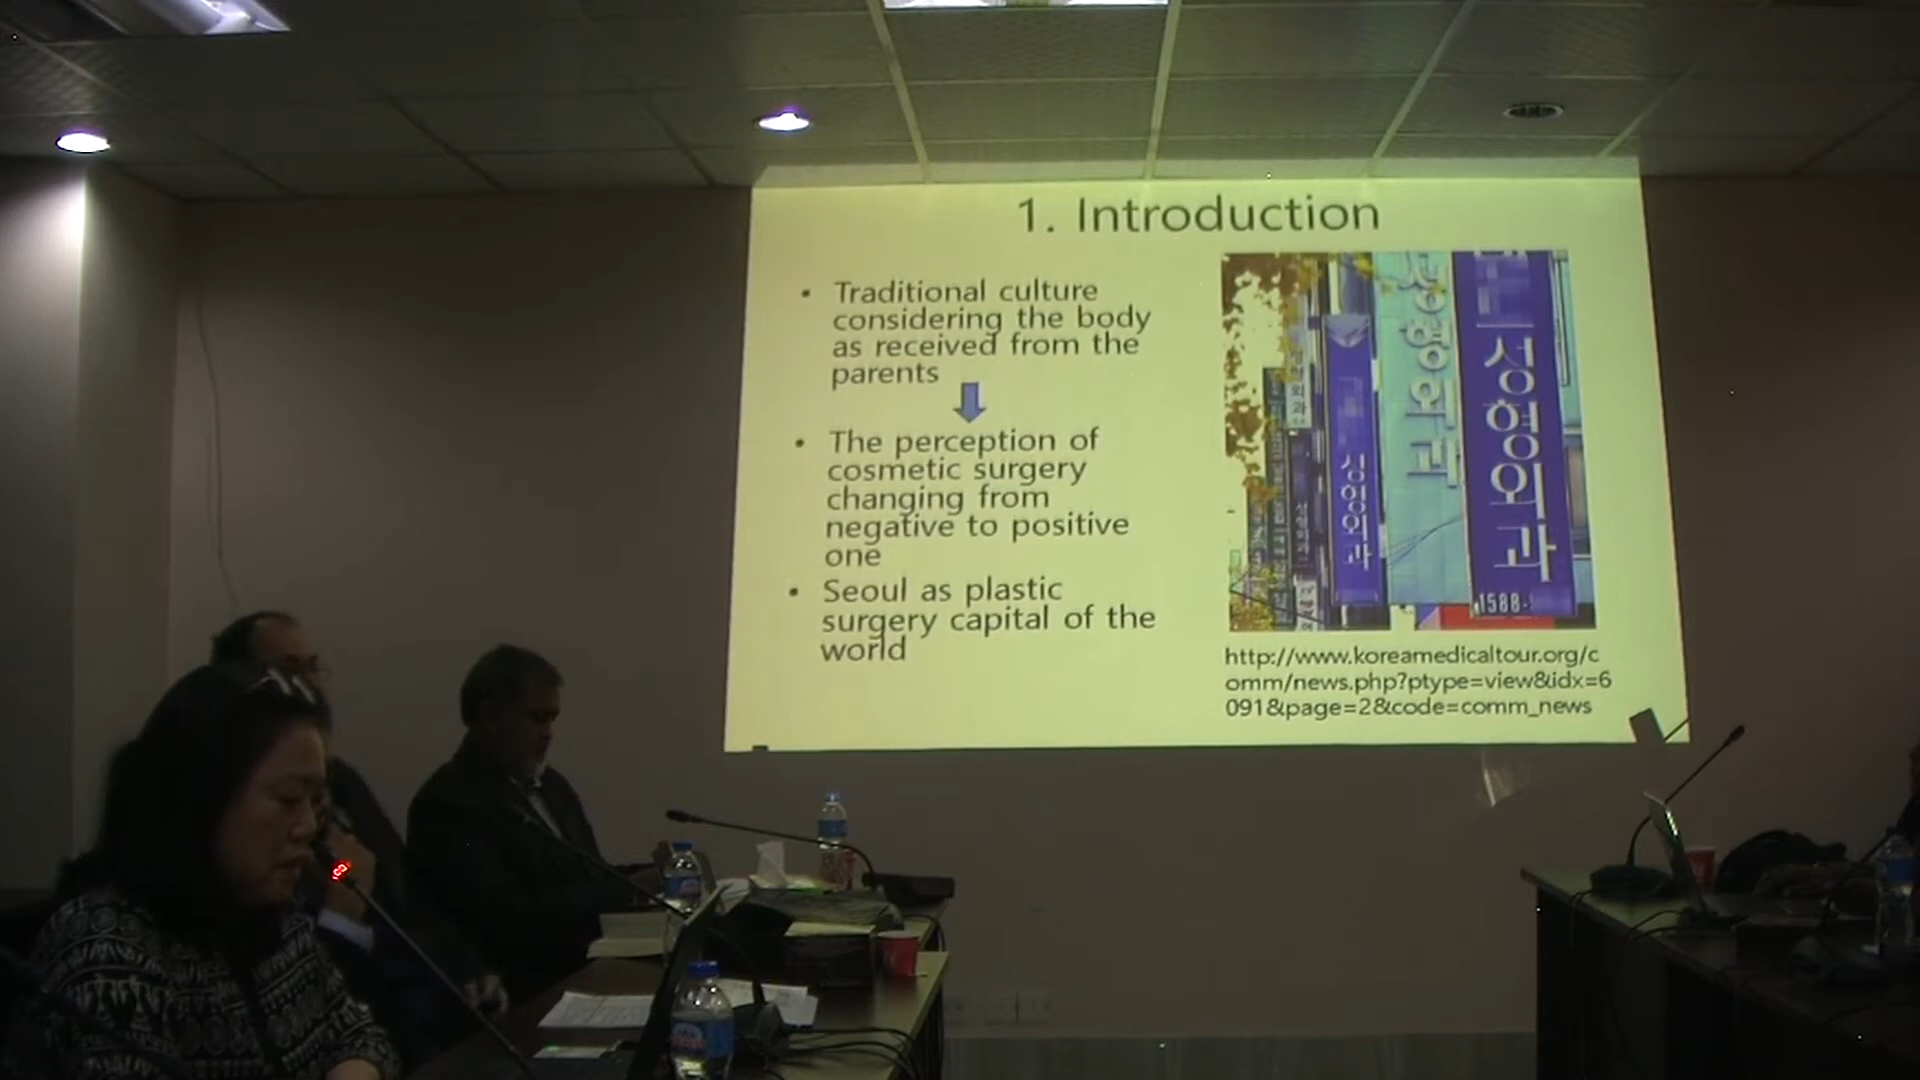 1. Introduction
• Traditional culture
considering the body
as received from the
parents
• The perception of
cosmetic surgery
changing from
negative to positive
one
• Seoul as plastic
surgery capital of the
world
성형외과
성형외과
성형외과
1588-
http://www.koreamedicaltour.org/c
omm/news.php?ptype=view&idx=6
091&page=2&code=comm_news